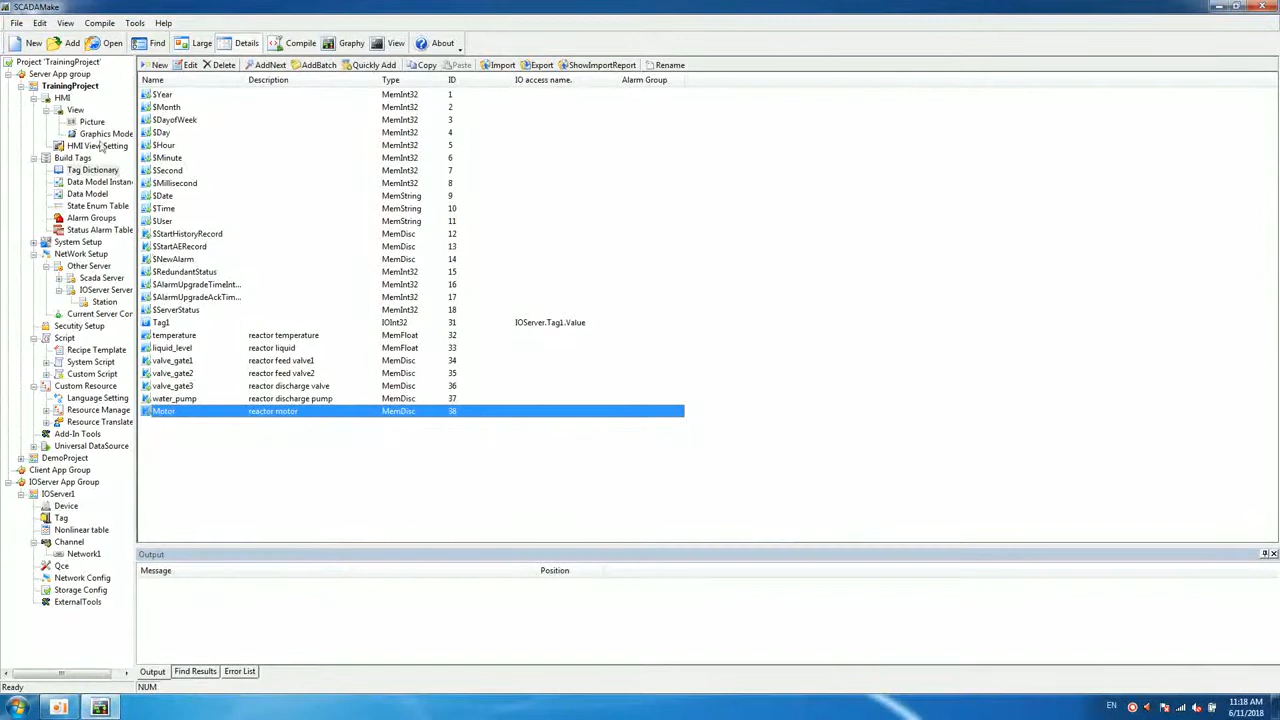 SCADAMake
File Edit View Compile Tools Help
New Add Open Find Large Details Compile Graphy View About
Project 'TrainingProject'
Server App group
TrainingProject
HMI
View
Picture
Graphics Mode
HMI View Setting
Build Tags
Tag Dictionary
Data Model Instan
Data Model
State Enum Table
Alarm Groups
Status Alarm Table
System Setup
NetWork Setup
Other Server
Scada Server
IOServer Server
Station
Current Server Con
Secutity Setup
Script
Recipe Template
System Script
Custom Script
Custom Resource
Language Setting
Resource Manage
Resource Translate
Add-In Tools
Universal DataSource
DemoProject
Client App Group
IOServer App Group
IOServer1
Device
Tag
Nonlinear table
Channel
Network1
Qce
Network Config
Storage Config
ExternalTools
New Edit Delete AddNext AddBatch Quickly Add Copy Paste Import Export ShowImportReport Rename
Name Description Type ID IO access name. Alarm Group
$Year MemInt32 1
$Month MemInt32 2
$DayofWeek MemInt32 3
$Day MemInt32 4
$Hour MemInt32 5
$Minute MemInt32 6
$Second MemInt32 7
$Millisecond MemInt32 8
$Date MemString 9
$Time MemString 10
$User MemString 11
$StartHistoryRecord MemDisc 12
$StartAERecord MemDisc 13
$NewAlarm MemDisc 14
$RedundantStatus MemInt32 15
$AlarmUpgradeTimeInt... MemInt32 16
$AlarmUpgradeAckTim... MemInt32 17
$ServerStatus MemInt32 18
Tag1 IOInt32 31 IOServer.Tag1.Value
temperature reactor temperature MemFloat 32
liquid_level reactor liquid MemFloat 33
valve_gate1 reactor feed valve1 MemDisc 34
valve_gate2 reactor feed valve2 MemDisc 35
valve_gate3 reactor discharge valve MemDisc 36
water_pump reactor discharge pump MemDisc 37
Motor reactor motor MemDisc 38
Output
Message Position
Output Find Results Error List
Ready NUM
EN 11:18 AM
6/11/2018